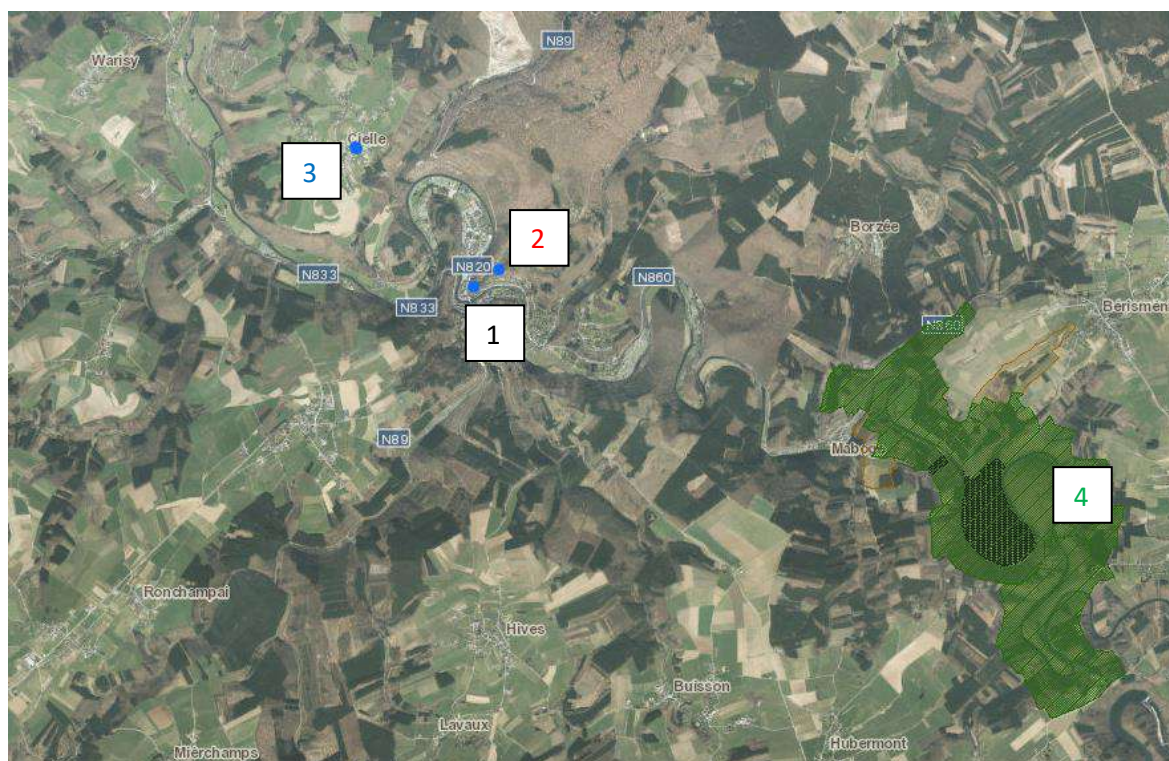 N89
Warisy
Cielle
3
Borzée
2
N820
N833
N860
N833
Bérismen
1
N860
N89
Mabog
4
Ronchampai
Hives
Buisson
Lavaux
Hubermont
Mierchamps